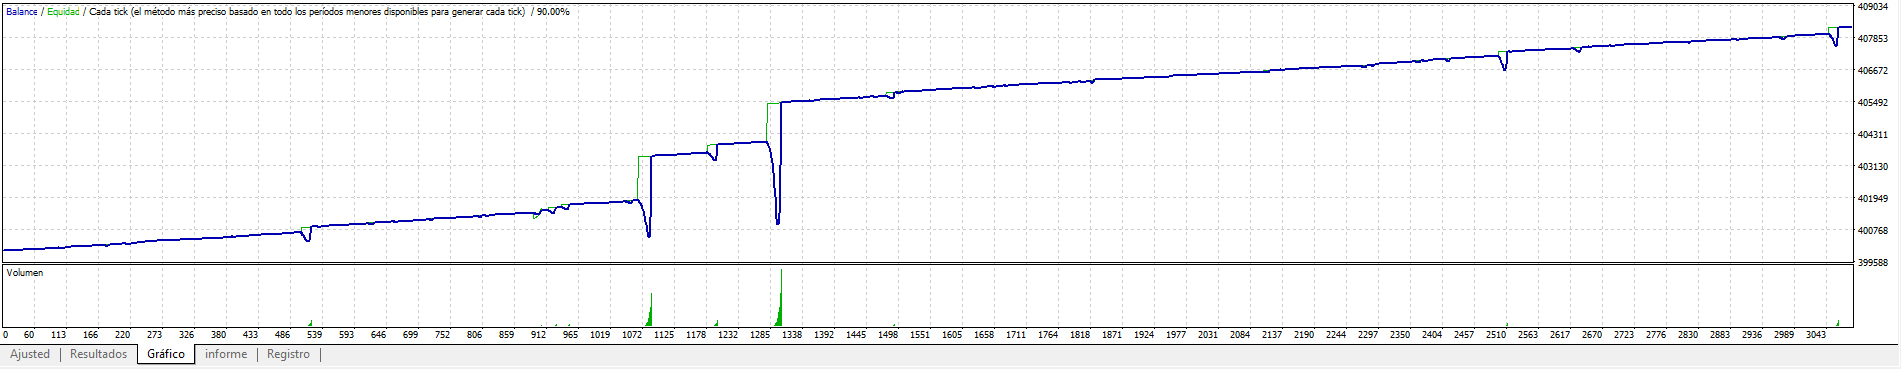 Balance / Equidad / Cada tick (el método más preciso basado en todo los períodos menores disponibles para generar cada tick) / 90.00%
409034
407853
406672
405492
404311
403130
401949
400768
399588
Volumen
0 60 113 166 220 273 326 380 433 486 539 593 646 699 752 806 859 912 965 1019 1072 1125 1178 1232 1285 1338 1392 1445 1498 1551 1605 1658 1711 1764 1818 1871 1924 1977 2031 2084 2137 2190 2244 2297 2350 2404 2457 2510 2563 2617 2670 2723 2776 2830 2883 2936 2989 3043
Ajusted | Resultados | Gráfico | informe | Registro |